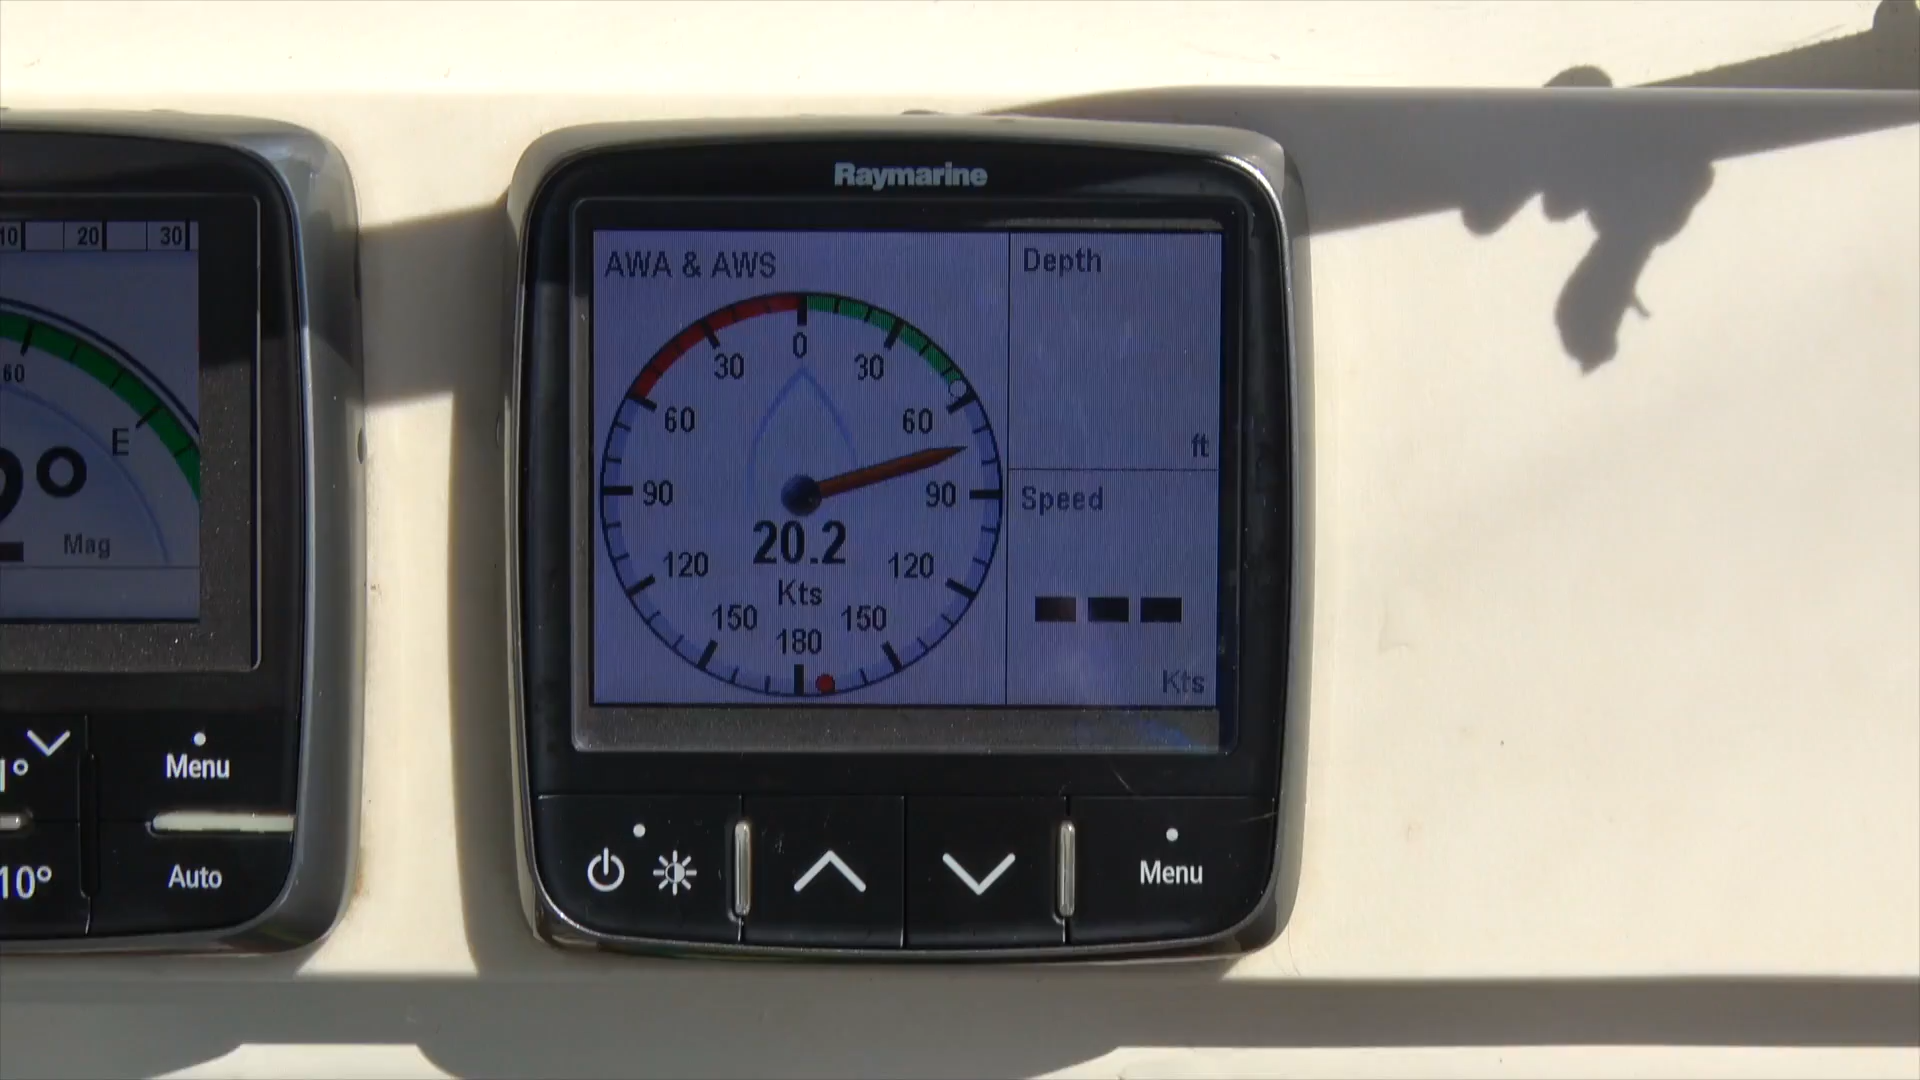 10 20 30
60
E
0°
Mag
1°
Menu
10°
Auto
Raymarine
AWA & AWS
0
30 30
60 60
90 90
20.2
120 120
Kts
150 150
180
Depth
ft
Speed
---
Kts
Menu